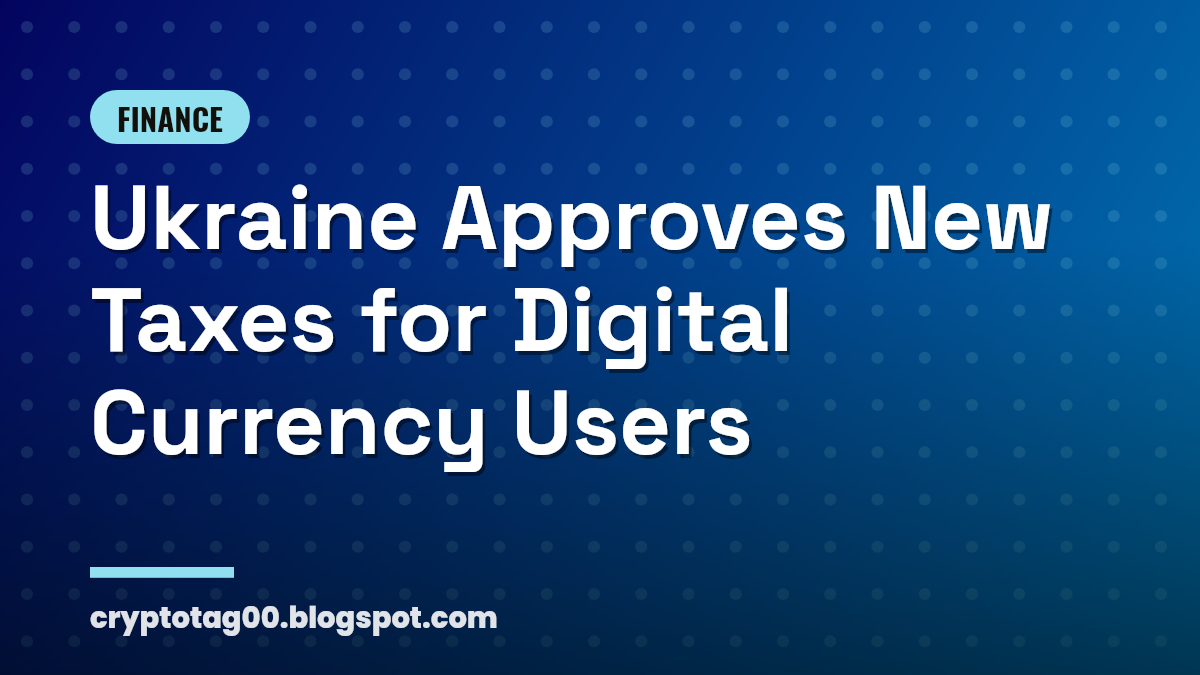 FINANCE
Ukraine Approves New
Taxes for Digital
Currency Users
cryptotag00.blogspot.com